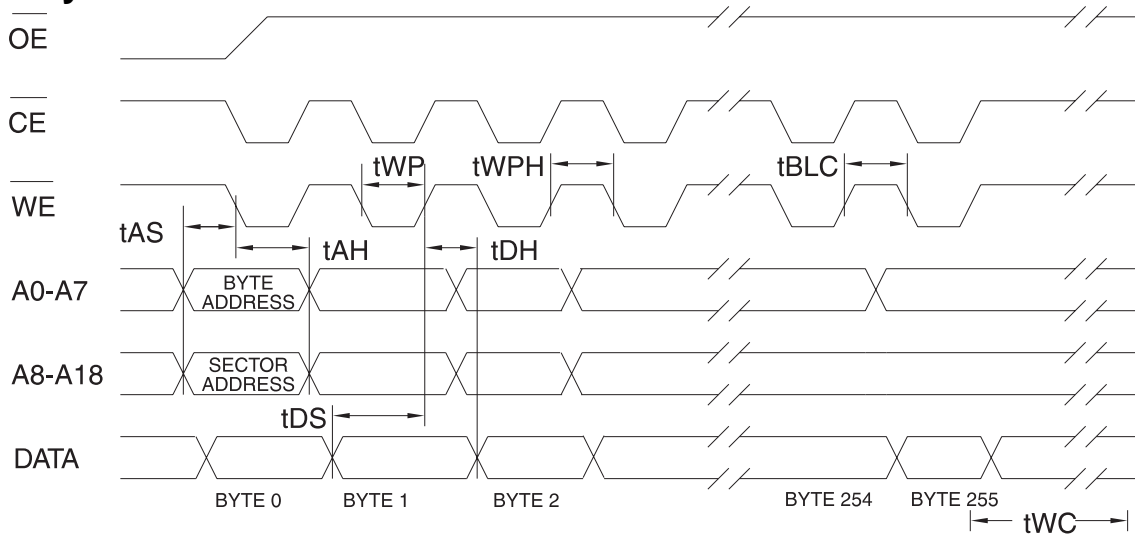 OE
CE
tWP tWPH tBLC
WE
tAS
tAH tDH
A0-A7 BYTE ADDRESS
A8-A18 SECTOR ADDRESS
tDS
DATA
BYTE 0 BYTE 1 BYTE 2 BYTE 254 BYTE 255
tWC